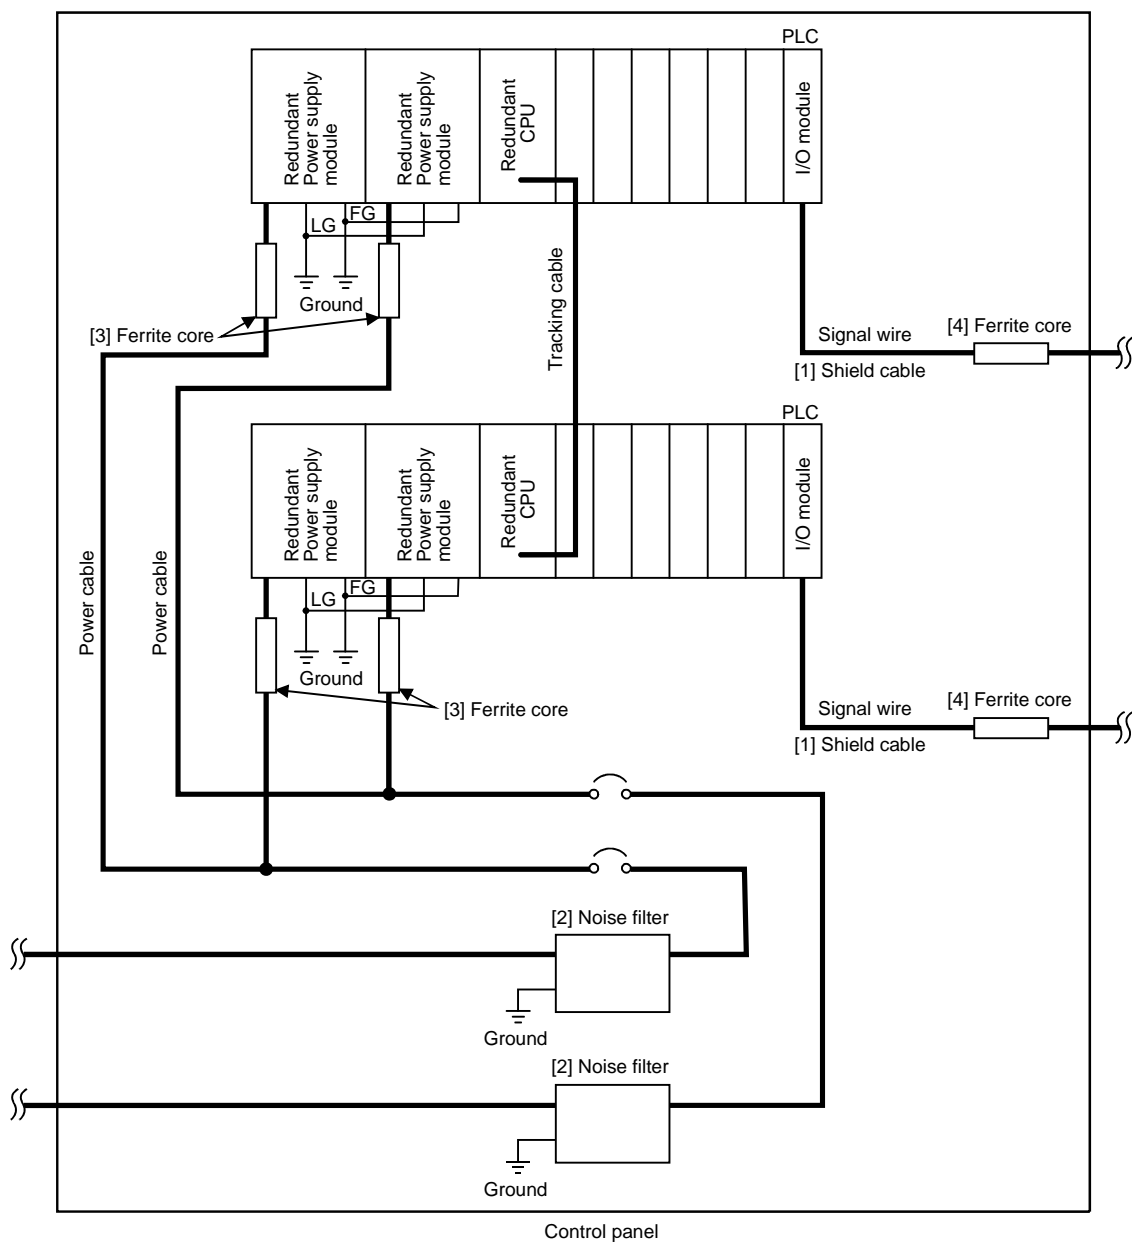 PLC
Redundant
Power supply
module
Redundant
Power supply
module
Redundant
CPU
I/O module
LG
FG
Ground
[3] Ferrite core
Tracking cable
Signal wire
[4] Ferrite core
[1] Shield cable
PLC
Redundant
Power supply
module
Redundant
Power supply
module
Redundant
CPU
I/O module
Power cable
Power cable
LG
FG
Ground
[3] Ferrite core
Signal wire
[4] Ferrite core
[1] Shield cable
[2] Noise filter
Ground
[2] Noise filter
Ground
Control panel